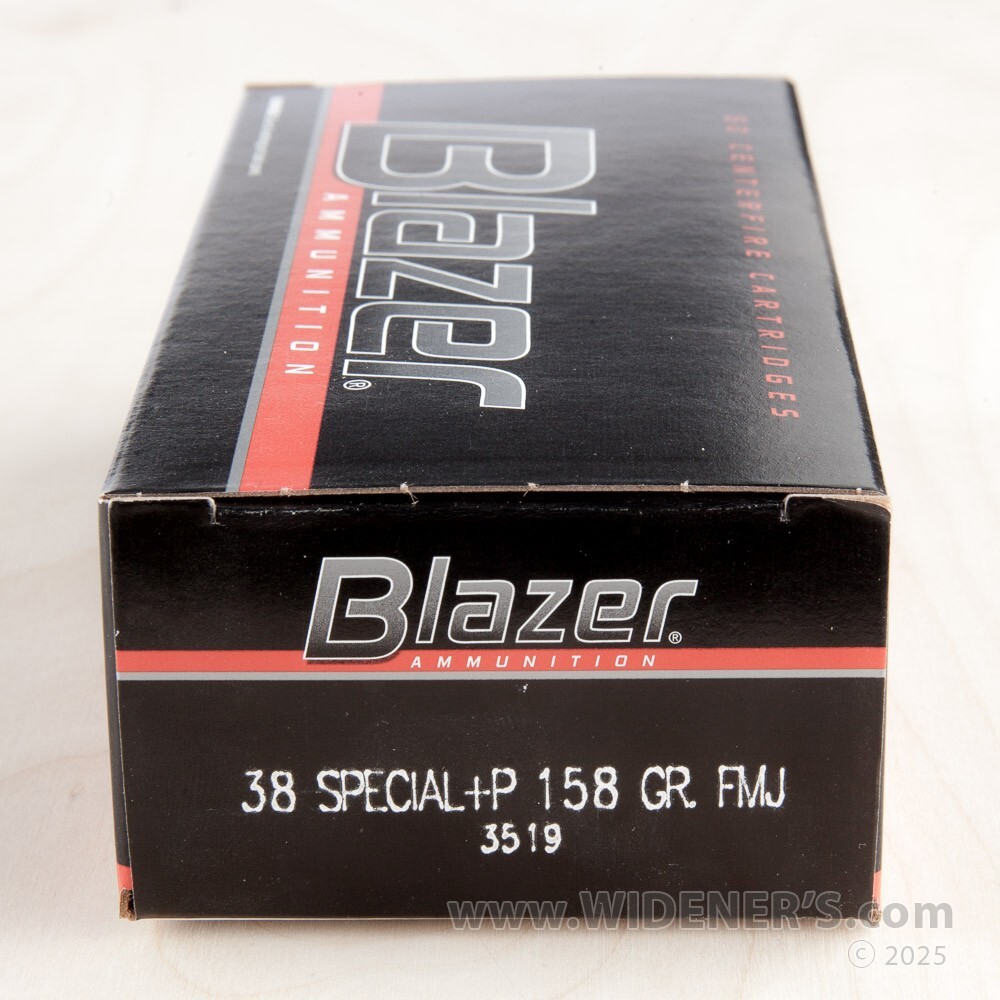 50 CENTERFIRE CARTRIDGES
Blazer®
AMMUNITION
Blazer®
AMMUNITION
38 SPECIAL+P 158 GR. FMJ
3519
www.WIDENER'S.com
© 2025